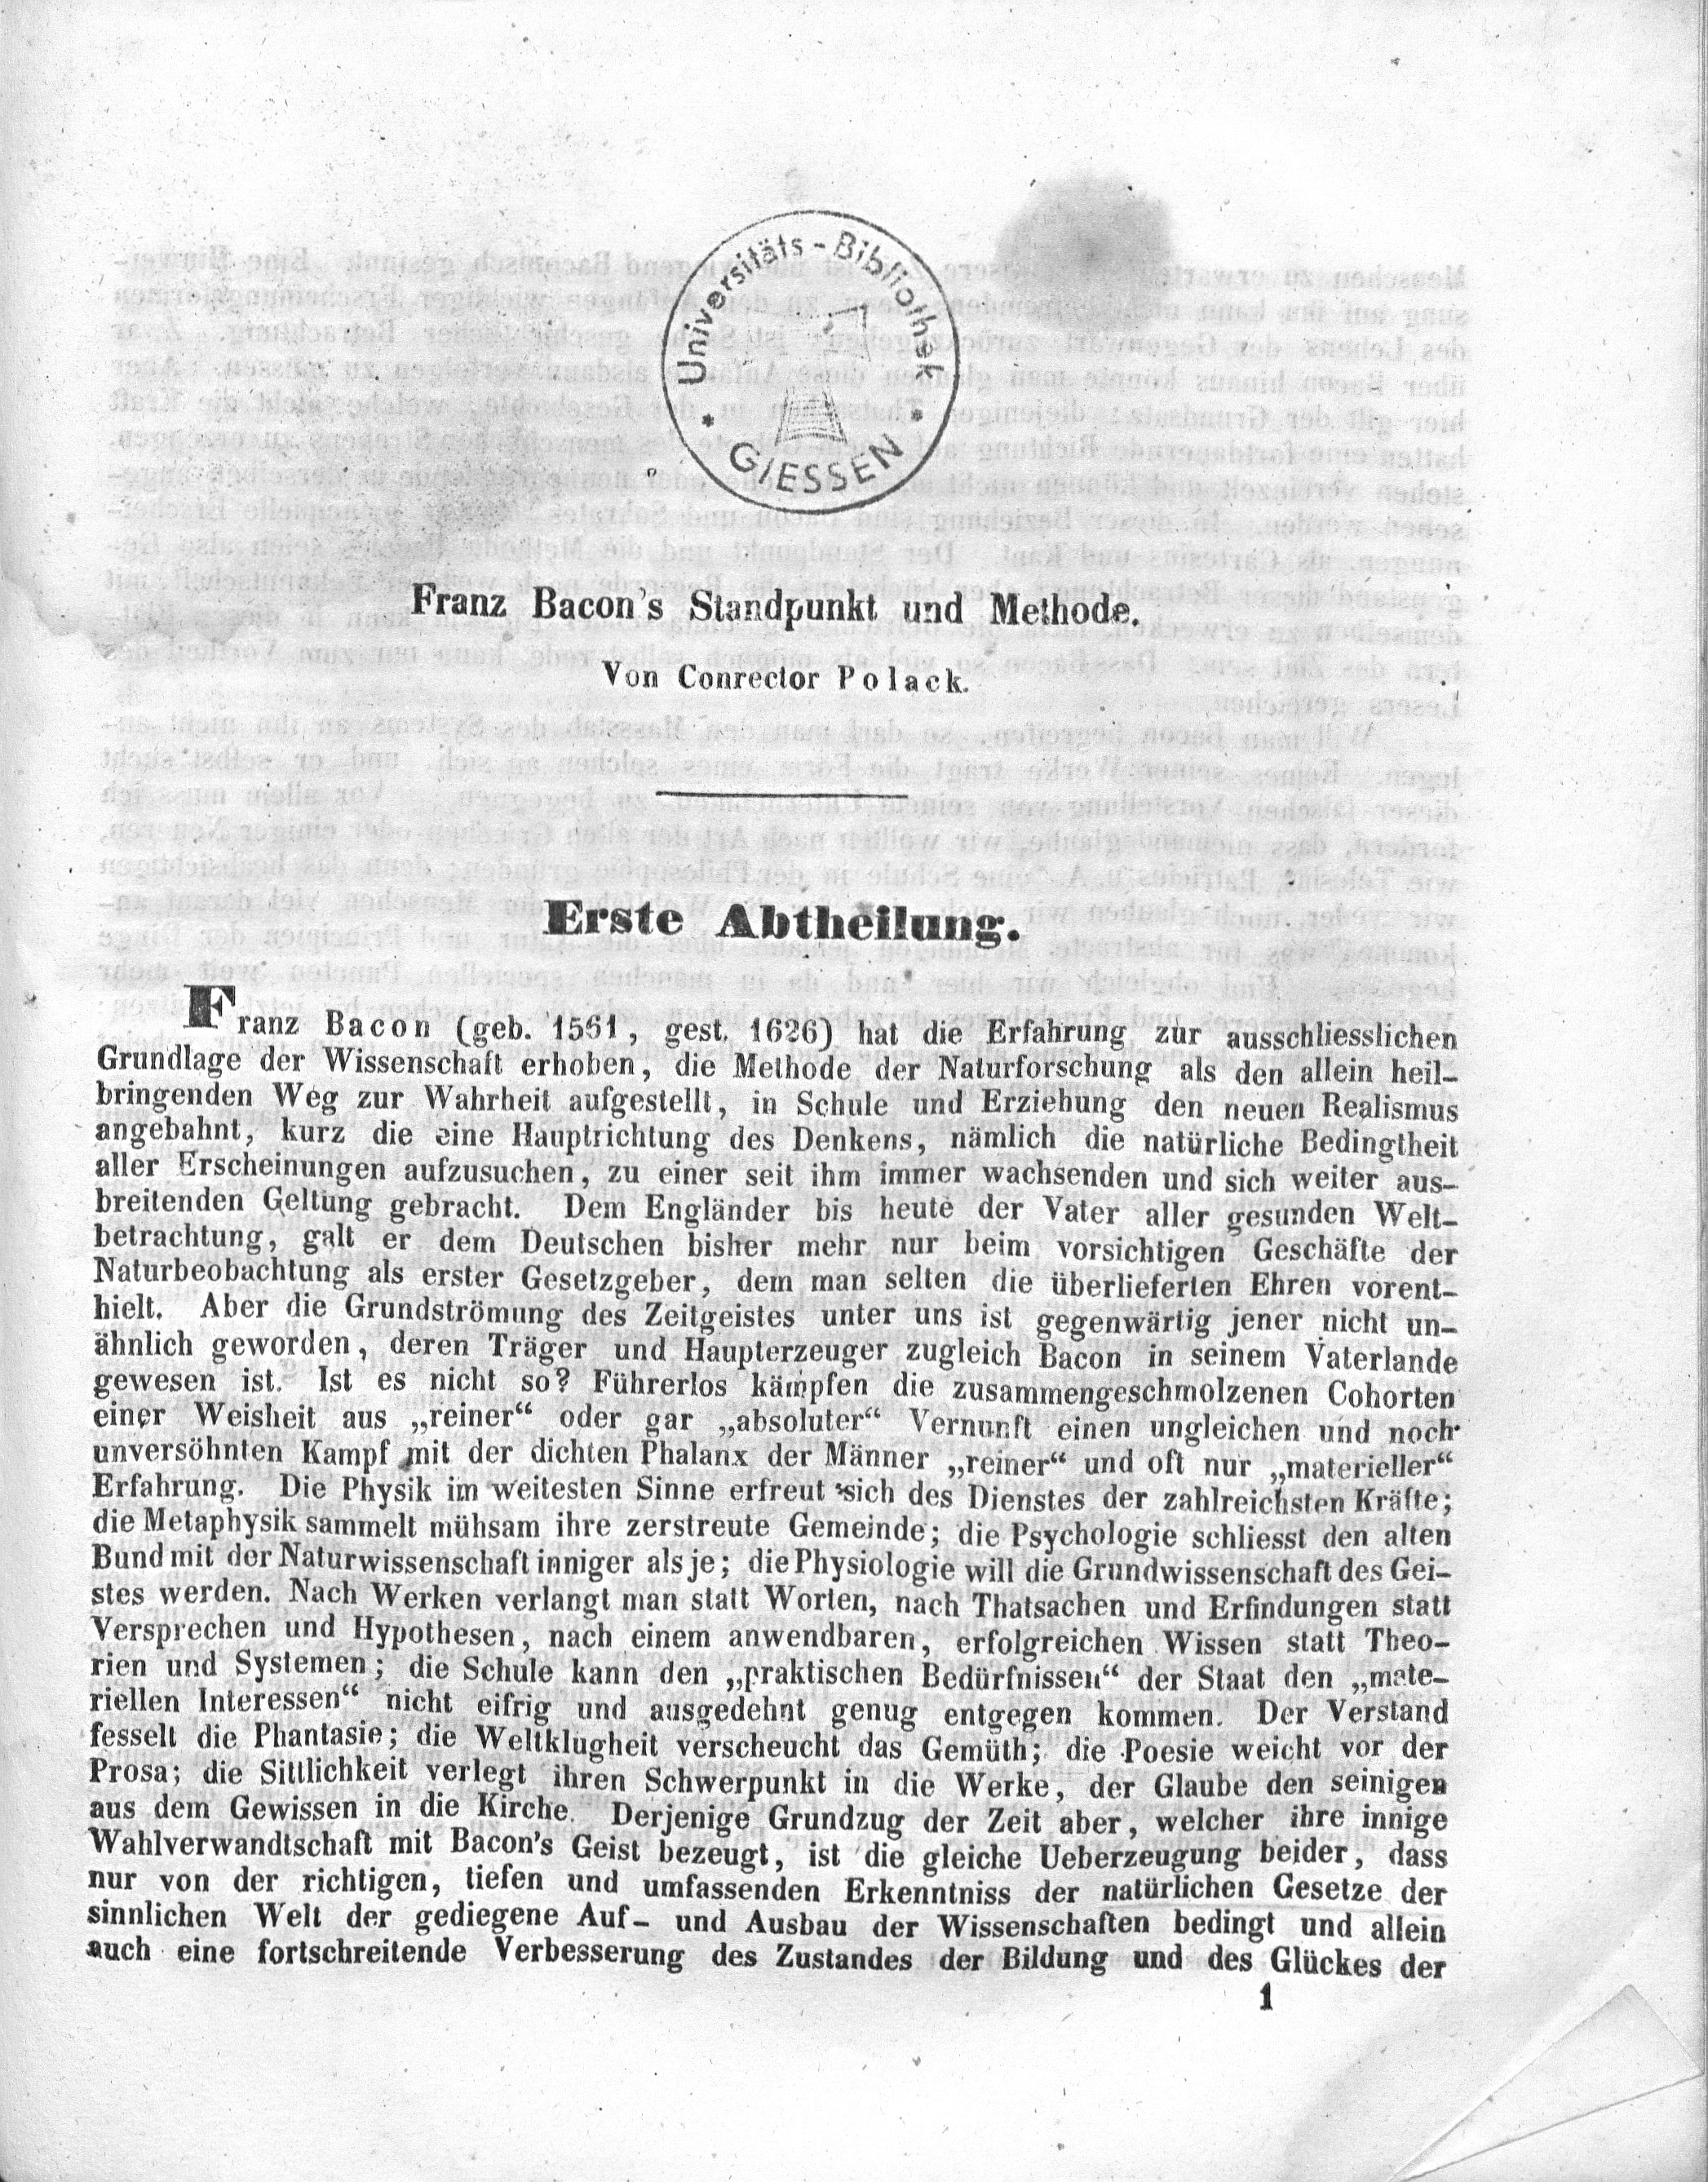 Universitäts-Bibliothek
* GIESSEN *
Franz Bacon's Standpunkt und Methode.
Von Conrector Polack.
Erste Abtheilung.
Franz Bacon (geb. 1561, gest. 1626) hat die Erfahrung zur ausschliesslichen
Grundlage der Wissenschaft erhoben, die Methode der Naturforschung als den allein heil-
bringenden Weg zur Wahrheit aufgestellt, in Schule und Erziehung den neuen Realismus
angebahnt, kurz die eine Hauptrichtung des Denkens, nämlich die natürliche Bedingtheit
aller Erscheinungen aufzusuchen, zu einer seit ihm immer wachsenden und sich weiter aus-
breitenden Geltung gebracht. Dem Engländer bis heute der Vater aller gesunden Welt-
betrachtung, galt er dem Deutschen bisher mehr nur beim vorsichtigen Geschäfte der
Naturbeobachtung als erster Gesetzgeber, dem man selten die überlieferten Ehren vorent-
hielt. Aber die Grundströmung des Zeitgeistes unter uns ist gegenwärtig jener nicht un-
ähnlich geworden, deren Träger und Haupterzeuger zugleich Bacon in seinem Vaterlande
gewesen ist. Ist es nicht so? Führerlos kämpfen die zusammengeschmolzenen Cohorten
einer Weisheit aus „reiner“ oder gar „absoluter“ Vernunft einen ungleichen und noch
unversöhnten Kampf mit der dichten Phalanx der Männer „reiner“ und oft nur „materieller“
Erfahrung. Die Physik im weitesten Sinne erfreut sich des Dienstes der zahlreichsten Kräfte;
die Metaphysik sammelt mühsam ihre zerstreute Gemeinde; die Psychologie schliesst den alten
Bund mit der Naturwissenschaft inniger als je; die Physiologie will die Grundwissenschaft des Gei-
stes werden. Nach Werken verlangt man statt Worten, nach Thatsachen und Erfindungen statt
Versprechen und Hypothesen, nach einem anwendbaren, erfolgreichen Wissen statt Theo-
rien und Systemen; die Schule kann den „praktischen Bedürfnissen“ der Staat den „mate-
riellen Interessen“ nicht eifrig und ausgedehnt genug entgegen kommen. Der Verstand
fesselt die Phantasie; die Weltklugheit verscheucht das Gemüth; die Poesie weicht vor der
Prosa; die Sittlichkeit verlegt ihren Schwerpunkt in die Werke, der Glaube den seinigen
aus dem Gewissen in die Kirche. Derjenige Grundzug der Zeit aber, welcher ihre innige
Wahlverwandtschaft mit Bacon's Geist bezeugt, ist die gleiche Ueberzeugung beider, dass
nur von der richtigen, tiefen und umfassenden Erkenntniss der natürlichen Gesetze der
sinnlichen Welt der gediegene Auf- und Ausbau der Wissenschaften bedingt und allein
auch eine fortschreitende Verbesserung des Zustandes der Bildung und des Glückes der
1